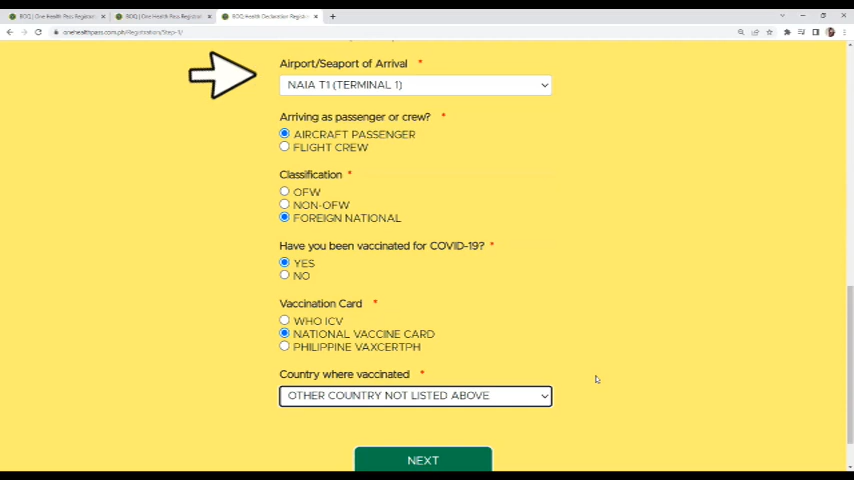 BOQ | One Health Pass Registrat
BOQ | One Health Pass Registrat
BOQ Health Declaration Registr
onehealthpass.com.ph/Registration/Step-1/
Airport/Seaport of Arrival *
NAIA T1 (TERMINAL 1)
Arriving as passenger or crew? *
AIRCRAFT PASSENGER
FLIGHT CREW
Classification *
OFW
NON-OFW
FOREIGN NATIONAL
Have you been vaccinated for COVID-19? *
YES
NO
Vaccination Card *
WHO ICV
NATIONAL VACCINE CARD
PHILIPPINE VAXCERTPH
Country where vaccinated *
OTHER COUNTRY NOT LISTED ABOVE
NEXT